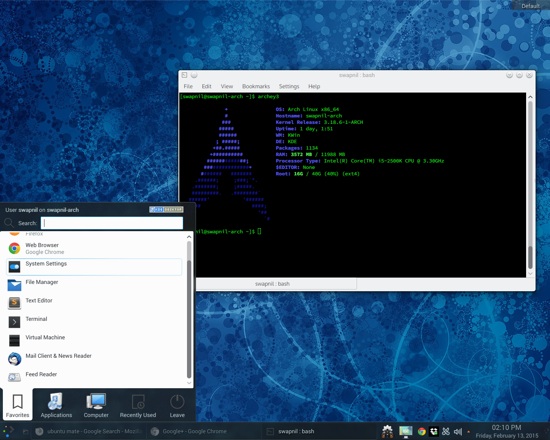 Default
swapnil : bash
File Edit View Bookmarks Settings Help
[swapnil@swapnil-arch ~]$ archey3
OS: Arch Linux x86_64
Hostname: swapnil-arch
Kernel Release: 3.18.6-1-ARCH
Uptime: 1 day, 1:51
WM: KWin
DE: KDE
Packages: 1134
RAM: 3573 MB / 11988 MB
Processor Type: Intel(R) Core(TM) i5-2500K CPU @ 3.30GHz
$EDITOR: None
Root: 16G / 40G (40%) (ext4)
swapnil@swapnil-arch ~]$
swapnil : bash
User swapnil on swapnil-arch
Search:
Firefox
Web Browser
Google Chrome
System Settings
File Manager
Text Editor
Terminal
Virtual Machine
Mail Client & News Reader
Feed Reader
Favorites Applications Computer Recently Used Leave
ubuntu mate - Google Search - Mozill
Google+ - Google Chrome
swapnil : bash
02:10 PM
Friday, February 13, 2015